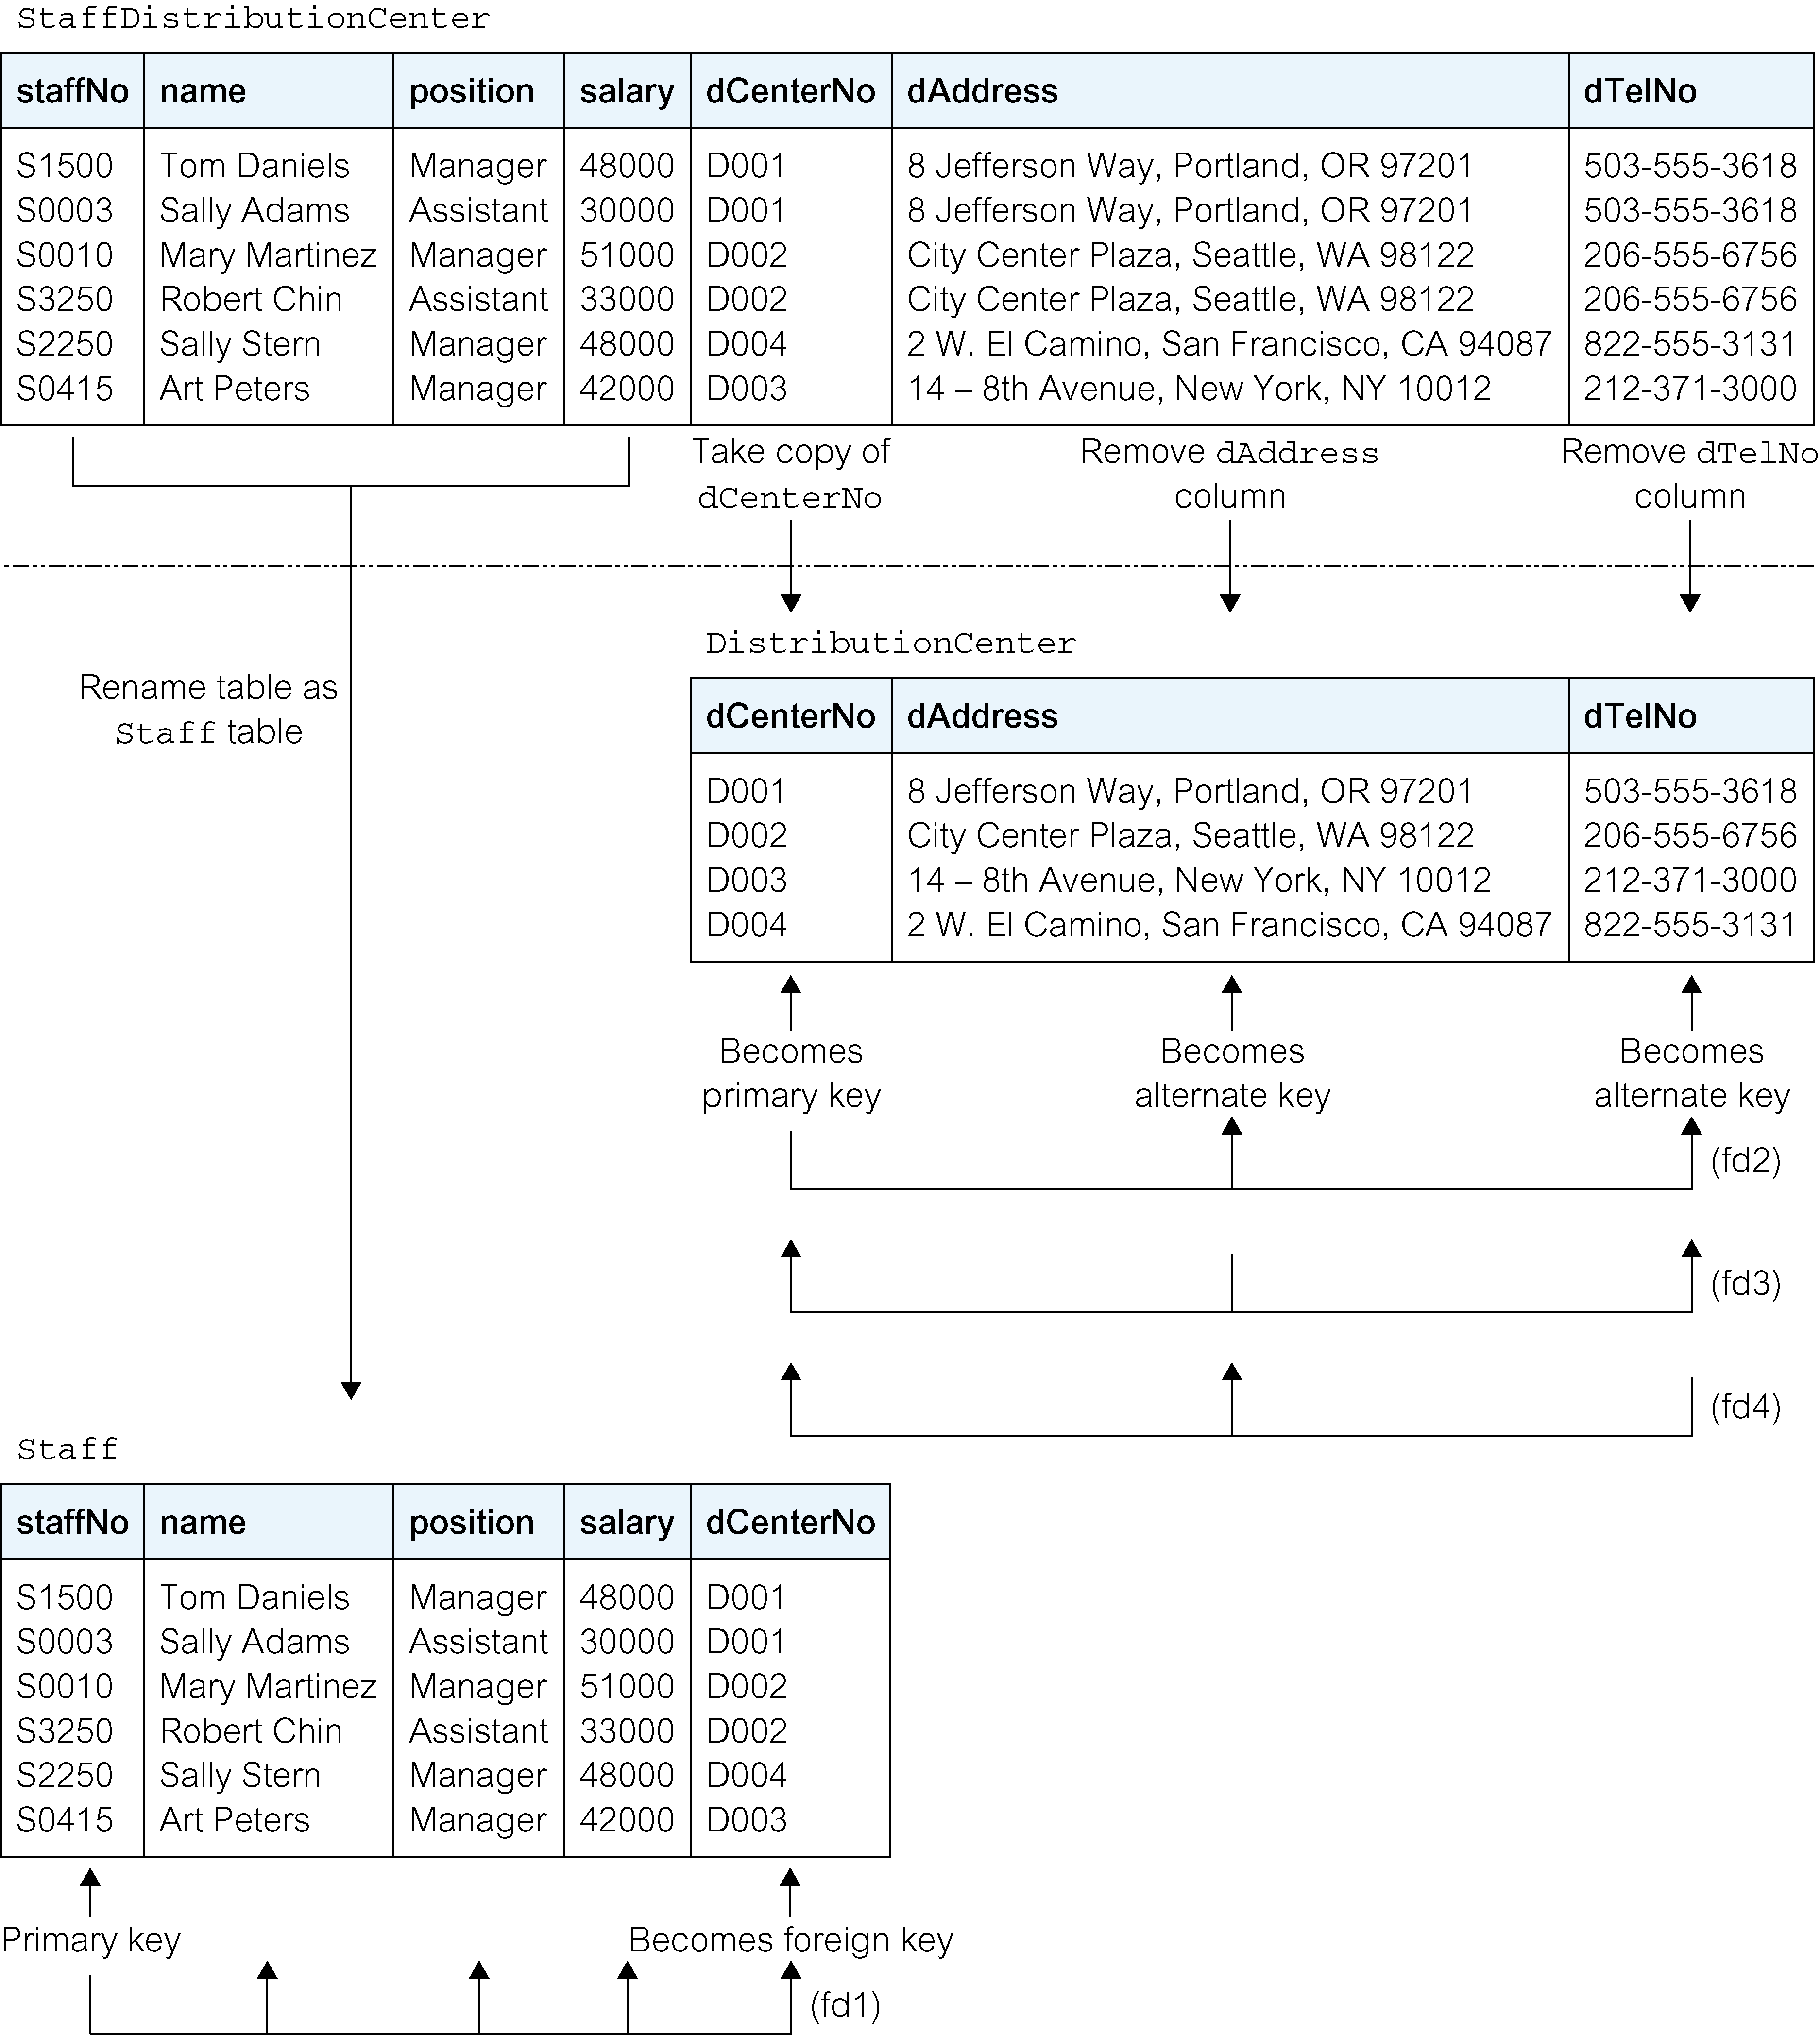 StaffDistributionCenter
staffNo name position salary dCenterNo dAddress dTelNo
S1500 Tom Daniels Manager 48000 D001 8 Jefferson Way, Portland, OR 97201 503-555-3618
S0003 Sally Adams Assistant 30000 D001 8 Jefferson Way, Portland, OR 97201 503-555-3618
S0010 Mary Martinez Manager 51000 D002 City Center Plaza, Seattle, WA 98122 206-555-6756
S3250 Robert Chin Assistant 33000 D002 City Center Plaza, Seattle, WA 98122 206-555-6756
S2250 Sally Stern Manager 48000 D004 2 W. El Camino, San Francisco, CA 94087 822-555-3131
S0415 Art Peters Manager 42000 D003 14 – 8th Avenue, New York, NY 10012 212-371-3000
Take copy of
dCenterNo
Remove dAddress
column
Remove dTelNo
column
Rename table as
Staff table
DistributionCenter
dCenterNo dAddress dTelNo
D001 8 Jefferson Way, Portland, OR 97201 503-555-3618
D002 City Center Plaza, Seattle, WA 98122 206-555-6756
D003 14 – 8th Avenue, New York, NY 10012 212-371-3000
D004 2 W. El Camino, San Francisco, CA 94087 822-555-3131
Becomes
primary key
Becomes
alternate key
Becomes
alternate key
(fd2)
(fd3)
(fd4)
Staff
staffNo name position salary dCenterNo
S1500 Tom Daniels Manager 48000 D001
S0003 Sally Adams Assistant 30000 D001
S0010 Mary Martinez Manager 51000 D002
S3250 Robert Chin Assistant 33000 D002
S2250 Sally Stern Manager 48000 D004
S0415 Art Peters Manager 42000 D003
Primary key
Becomes foreign key
(fd1)